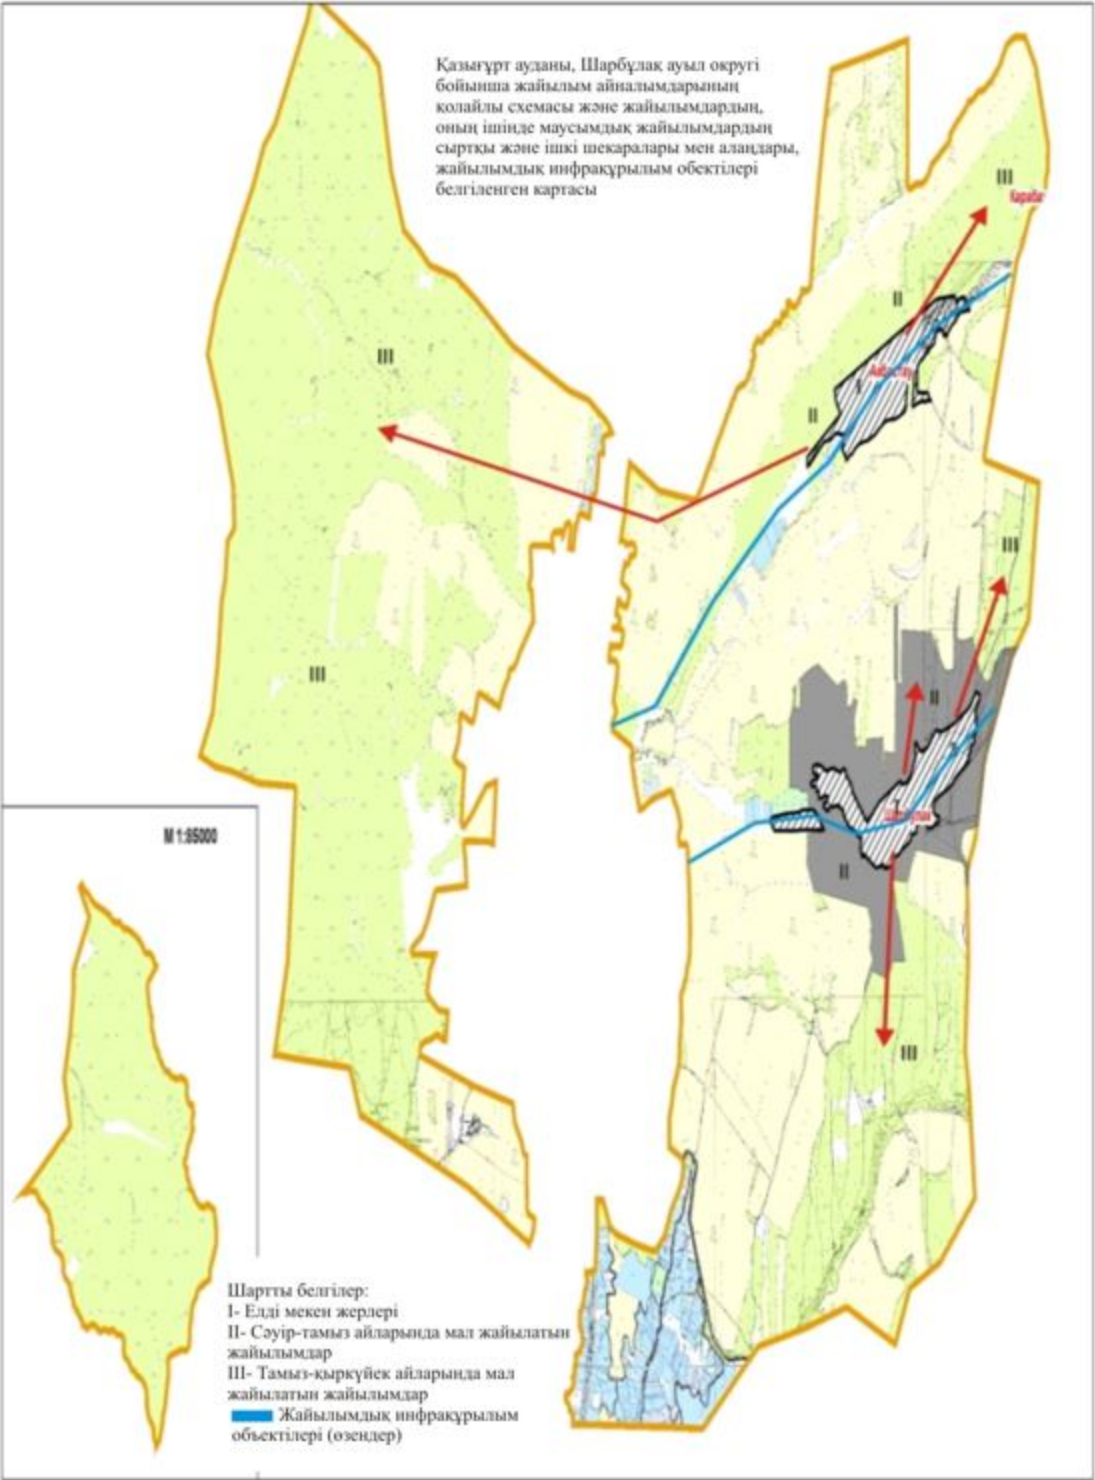 Қазығұрт ауданы, Шарбұлақ ауыл округі
бойынша жайылым айналымдарының
қолайлы схемасы және жайылымдардың,
оның ішінде маусымдық жайылымдардың
сыртқы және ішкі шекаралары мен алаңдары,
жайылымдық инфрақұрылым обектілері
белгіленген картасы
III
II
III
I
II
III
III
II
I
II
III
М 1:65000
Шартты белгілер:
I- Елді мекен жерлері
II- Сәуір-тамыз айларында мал жайылатын
жайылымдар
III- Тамыз-қыркүйек айларында мал
жайылатын жайылымдар
Жайылымдық инфрақұрылым
объектілері (өзендер)